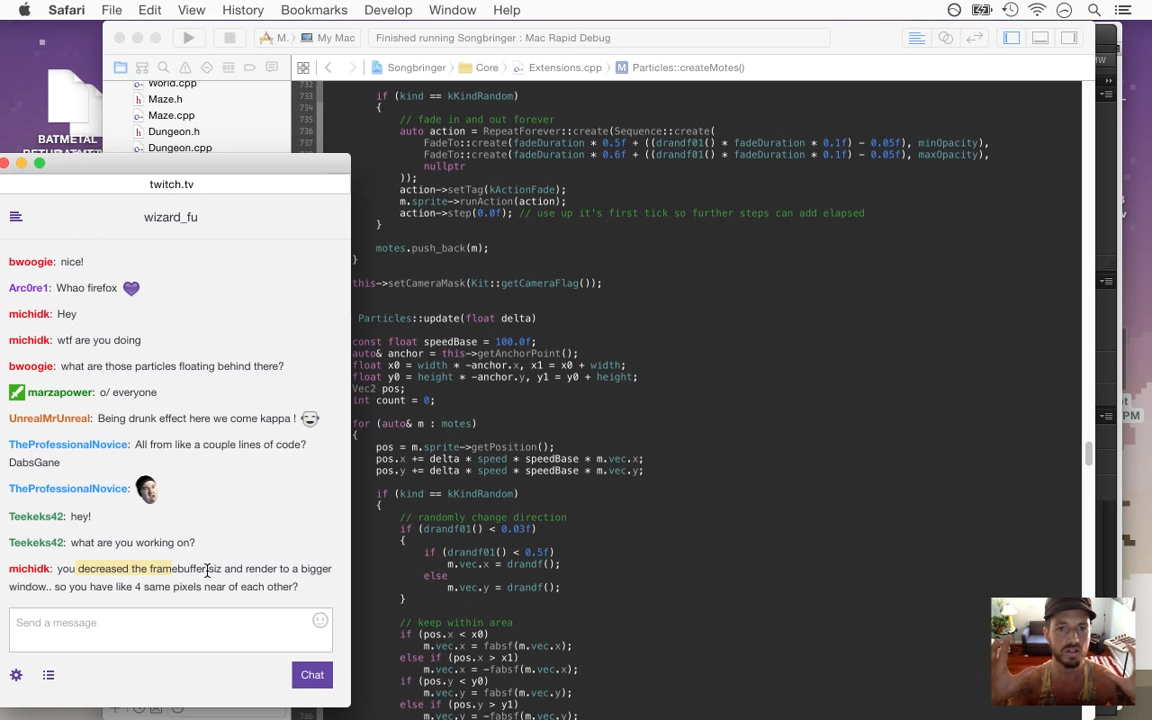 Safari File Edit View History Bookmarks Develop Window Help
M. My Mac Finished running Songbringer : Mac Rapid Debug
Songbringer Core Extensions.cpp M Particles::createMotes()
World.cpp
Maze.h
Maze.cpp
Dungeon.h
Dungeon.cpp
BATMETAL
twitch.tv
wizard_fu
bwoogie: nice!
Arc0re1: Whao firefox
michidk: Hey
michidk: wtf are you doing
bwoogie: what are those particles floating behind there?
marzapower: o/ everyone
UnrealMrUnreal: Being drunk effect here we come kappa !
TheProfessionalNovice: All from like a couple lines of code?
DabsGane
TheProfessionalNovice:
Teekeks42: hey!
Teekeks42: what are you working on?
michidk: you decreased the framebuffersiz and render to a bigger
window.. so you have like 4 same pixels near of each other?
Send a message
Chat
732
733 if (kind == kKindRandom)
734 {
735 // fade in and out forever
736 auto action = RepeatForever::create(Sequence::create(
737 FadeTo::create(fadeDuration * 0.5f + ((drandf01() * fadeDuration * 0.1f) - 0.05f), minOpacity),
FadeTo::create(fadeDuration * 0.6f + ((drandf01() * fadeDuration * 0.1f) - 0.05f), maxOpacity),
nullptr
));
action->setTag(kActionFade);
m.sprite->runAction(action);
action->step(0.0f); // use up it's first tick so further steps can add elapsed
}
motes.push_back(m);
}
this->setCameraMask(Kit::getCameraFlag());
Particles::update(float delta)
const float speedBase = 100.0f;
auto& anchor = this->getAnchorPoint();
float x0 = width * -anchor.x, x1 = x0 + width;
float y0 = height * -anchor.y, y1 = y0 + height;
Vec2 pos;
int count = 0;
for (auto& m : motes)
{
pos = m.sprite->getPosition();
pos.x += delta * speed * speedBase * m.vec.x;
pos.y += delta * speed * speedBase * m.vec.y;
if (kind == kKindRandom)
{
// randomly change direction
if (drandf01() < 0.03f)
{
if (drandf01() < 0.5f)
m.vec.x = drandf();
else
m.vec.y = drandf();
}
// keep within area
if (pos.x < x0)
m.vec.x = fabsf(m.vec.x);
else if (pos.x > x1)
m.vec.x = -fabsf(m.vec.x);
if (pos.y < y0)
m.vec.y = fabsf(m.vec.y);
else if (pos.y > y1)
m.vec.y = -fabsf(m.vec.y);
MW
PM